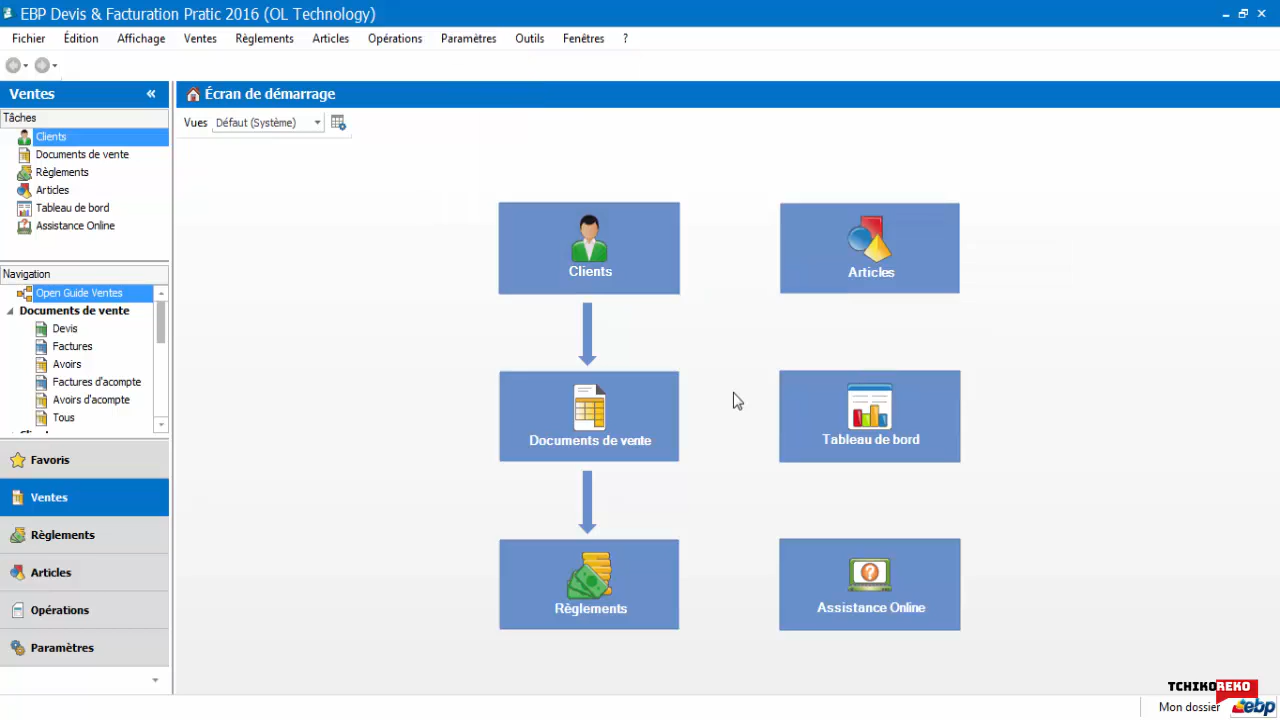 EBP Devis & Facturation Pratic 2016 (OL Technology)
Fichier Édition Affichage Ventes Règlements Articles Opérations Paramètres Outils Fenêtres ?
Ventes «
Écran de démarrage
Tâches
Vues Défaut (Système)
Clients
Documents de vente
Règlements
Articles
Tableau de bord
Assistance Online
Navigation
Open Guide Ventes
Documents de vente
Devis
Factures
Avoirs
Factures d'acompte
Avoirs d'acompte
Tous
Favoris
Ventes
Règlements
Articles
Opérations
Paramètres
Clients
Articles
Documents de vente
Tableau de bord
Règlements
Assistance Online
TCHIKOREKO
Mon dossier
ebp